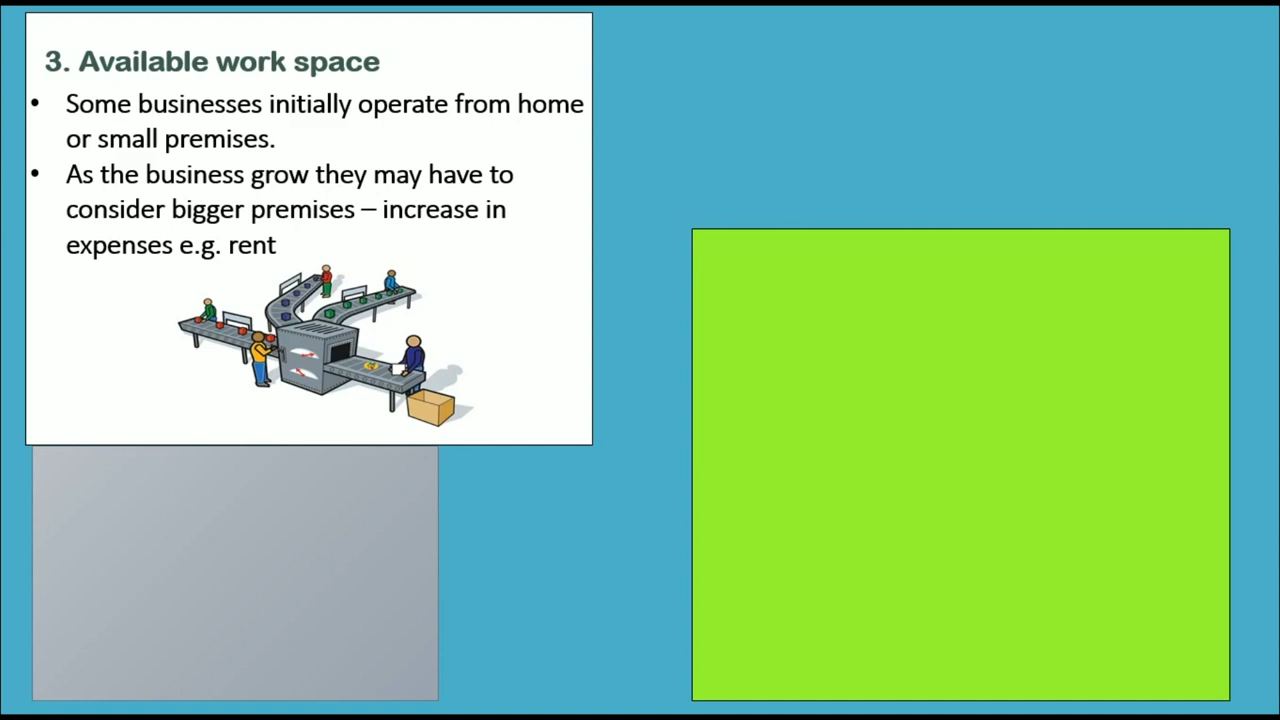 3. Available work space
• Some businesses initially operate from home
or small premises.
• As the business grow they may have to
consider bigger premises – increase in
expenses e.g. rent